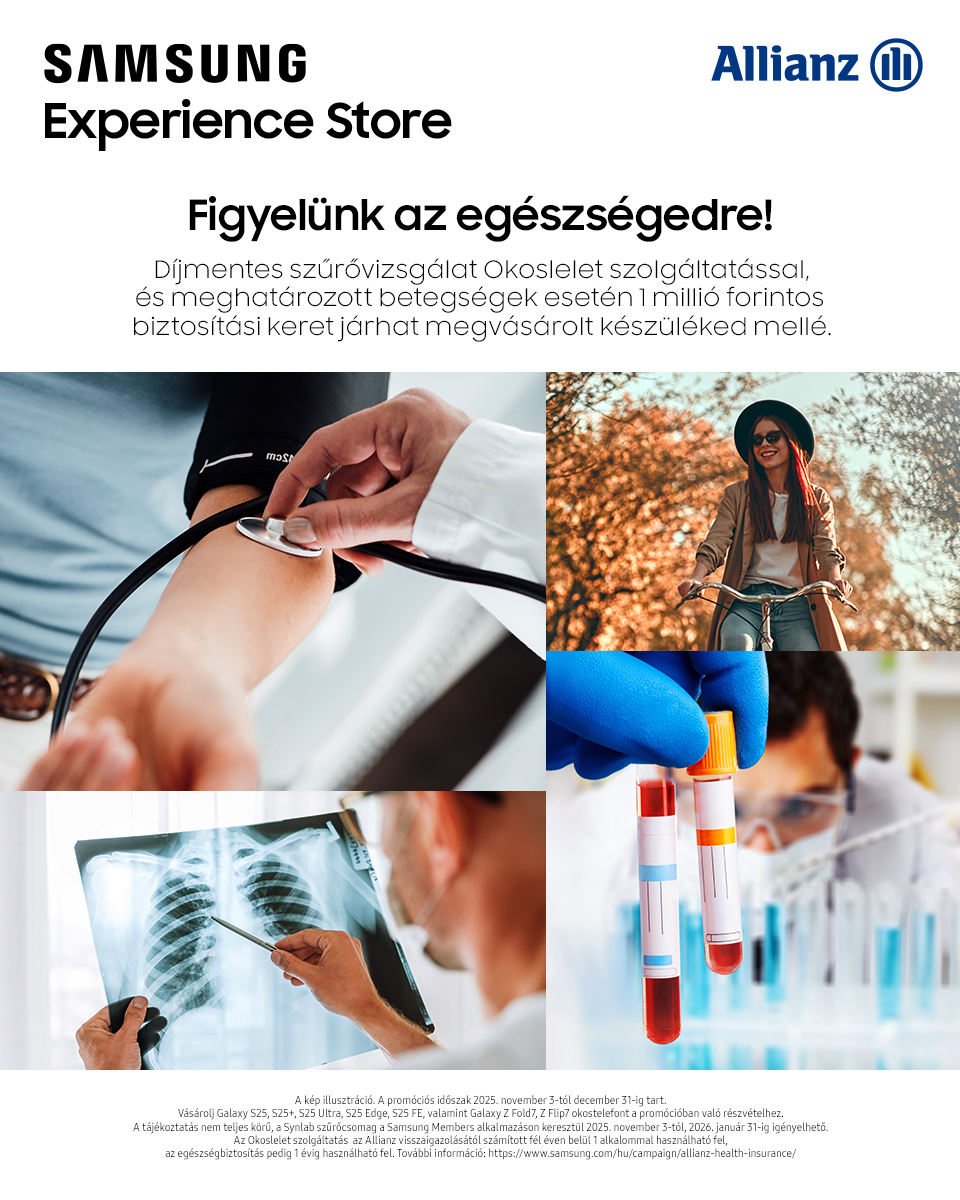 SAMSUNG
Experience Store
Allianz
Figyelünk az egészségedre!
Díjmentes szűrővizsgálat Okoslelet szolgáltatással,
és meghatározott betegségek esetén 1 millió forintos
biztosítási keret járhat megvásárolt készüléked mellé.
A kép illusztráció. A promóciós időszak 2025. november 3-tól december 31-ig tart.
Vásárolj Galaxy S25, S25+, S25 Ultra, S25 Edge, S25 FE, valamint Galaxy Z Fold7, Z Flip7 okostelefont a promócióban való részvételhez.
A tájékoztatás nem teljes körű, a Synlab szűrőcsomag a Samsung Members alkalmazáson keresztül 2025. november 3-tól, 2026. január 31-ig igényelhető.
Az Okoslelet szolgáltatás az Allianz visszaigazolásától számított fél éven belül 1 alkalommal használható fel,
az egészségbiztosítás pedig 1 évig használható fel. További információ: https://www.samsung.com/hu/campaign/allianz-health-insurance/